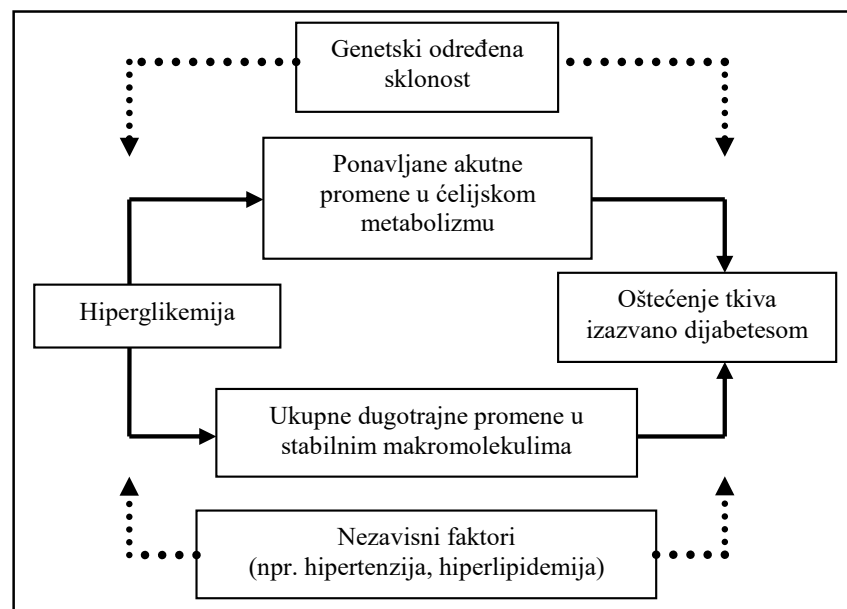 Genetski određena
sklonost
Ponavljane akutne
promene u ćelijskom
metabolizmu
Hiperglikemija
Oštećenje tkiva
izazvano dijabetesom
Ukupne dugotrajne promene u
stabilnim makromolekulima
Nezavisni faktori
(npr. hipertenzija, hiperlipidemija)